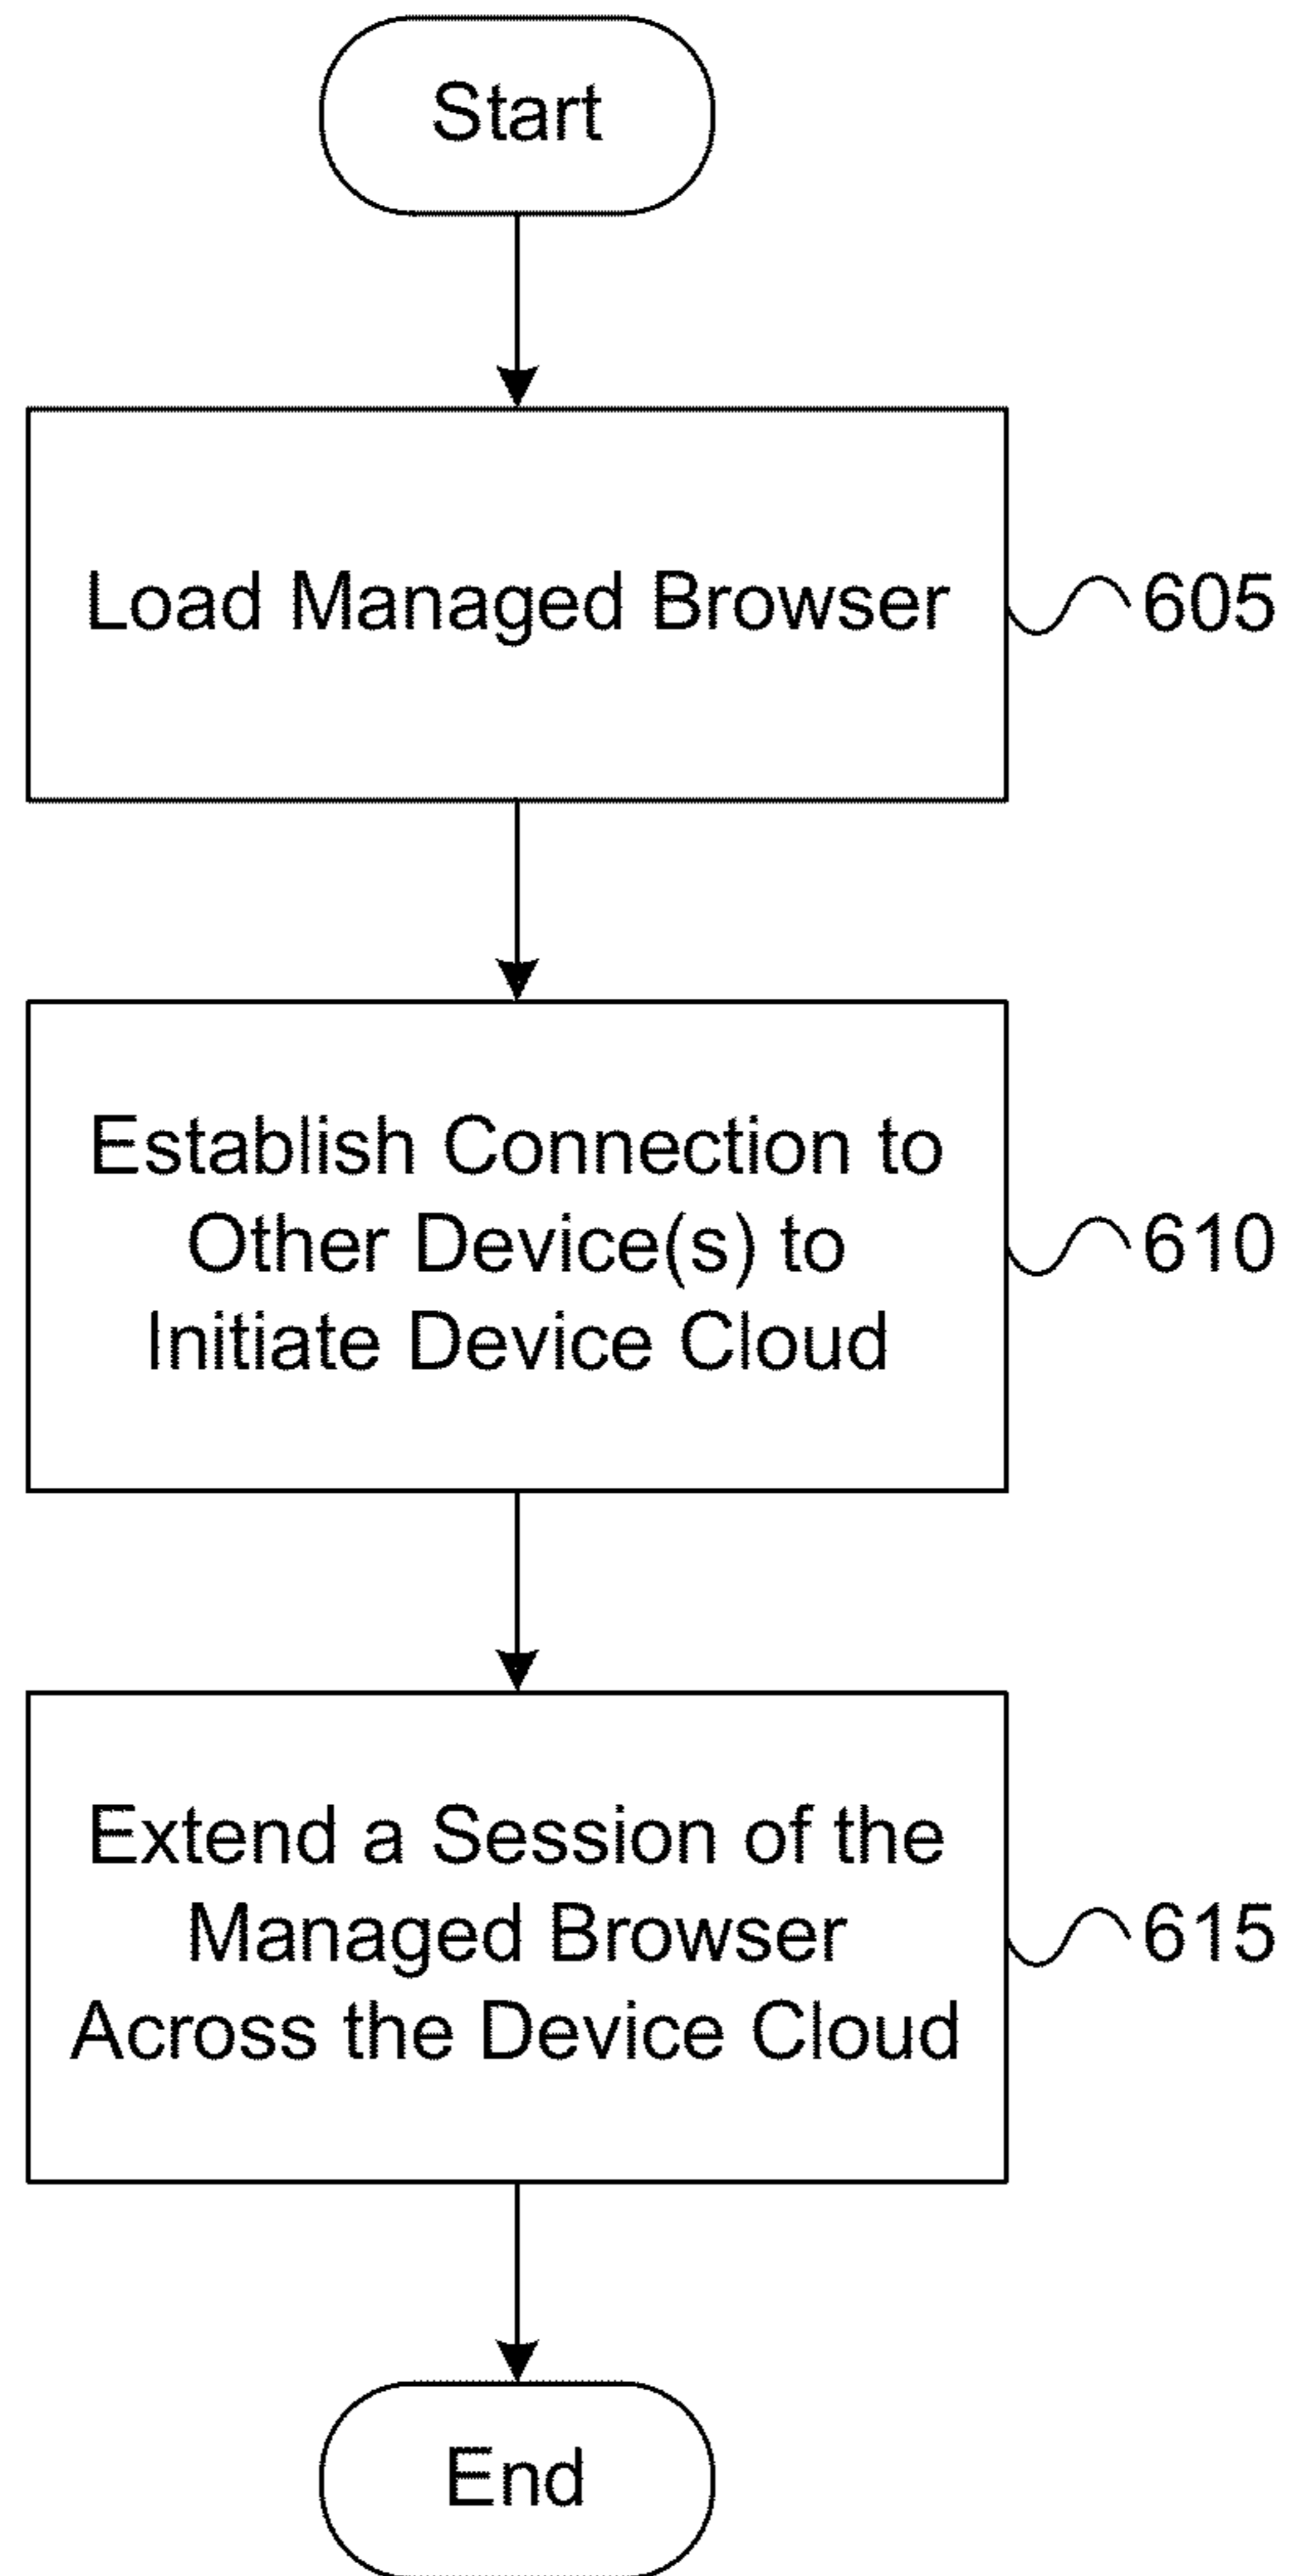 Start
Load Managed Browser
605
Establish Connection to
Other Device(s) to
Initiate Device Cloud
610
Extend a Session of the
Managed Browser
Across the Device Cloud
615
End